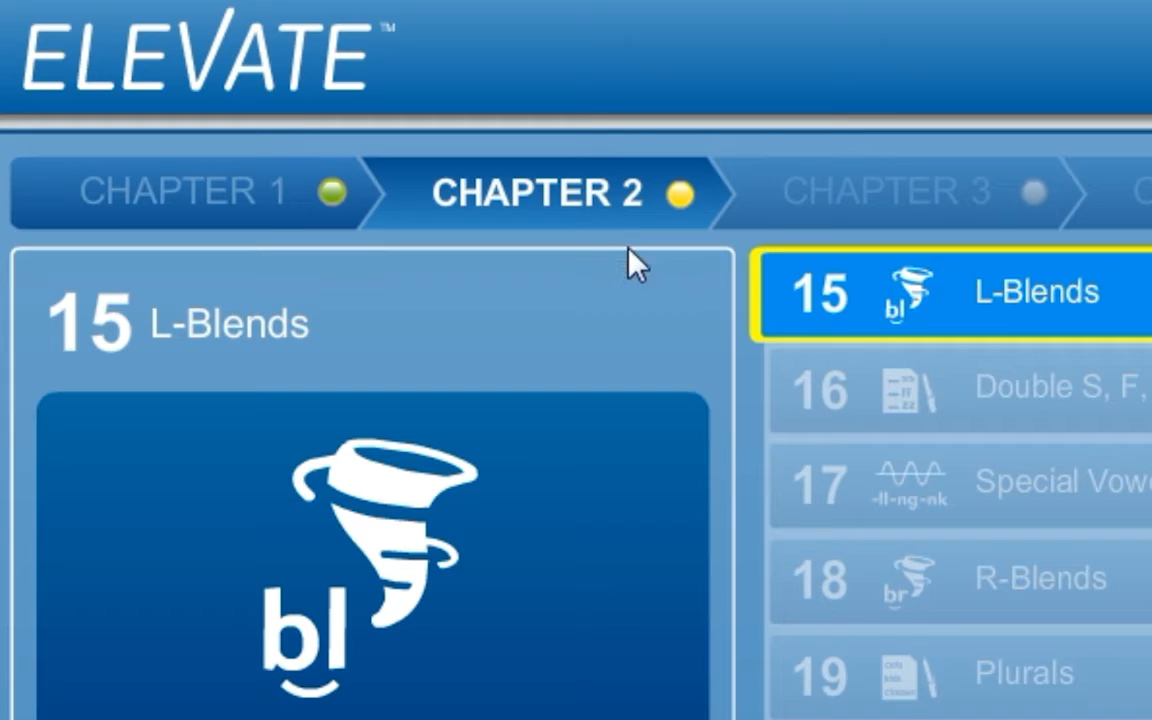 ELEVATE™
CHAPTER 1
CHAPTER 2
CHAPTER 3
15 L-Blends
bl
15 bl L-Blends
16 Double S, F,
17 -ll-ng-nk Special Vow
18 br R-Blends
19 Plurals